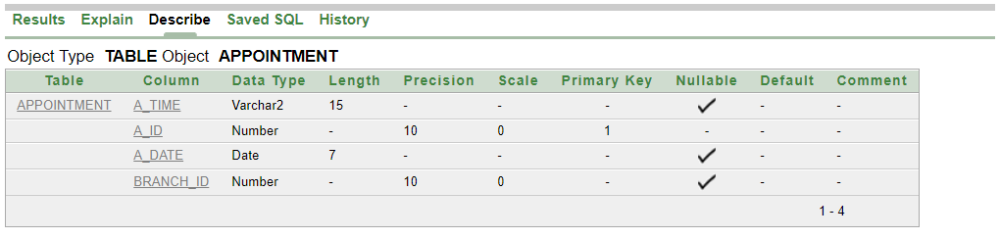 Results Explain Describe Saved SQL History
Object Type TABLE Object APPOINTMENT
Table Column Data Type Length Precision Scale Primary Key Nullable Default Comment
APPOINTMENT A_TIME Varchar2 15 - - - ✓ - -
A_ID Number - 10 0 1 - - -
A_DATE Date 7 - - - ✓ - -
BRANCH_ID Number - 10 0 - ✓ - -
1 - 4